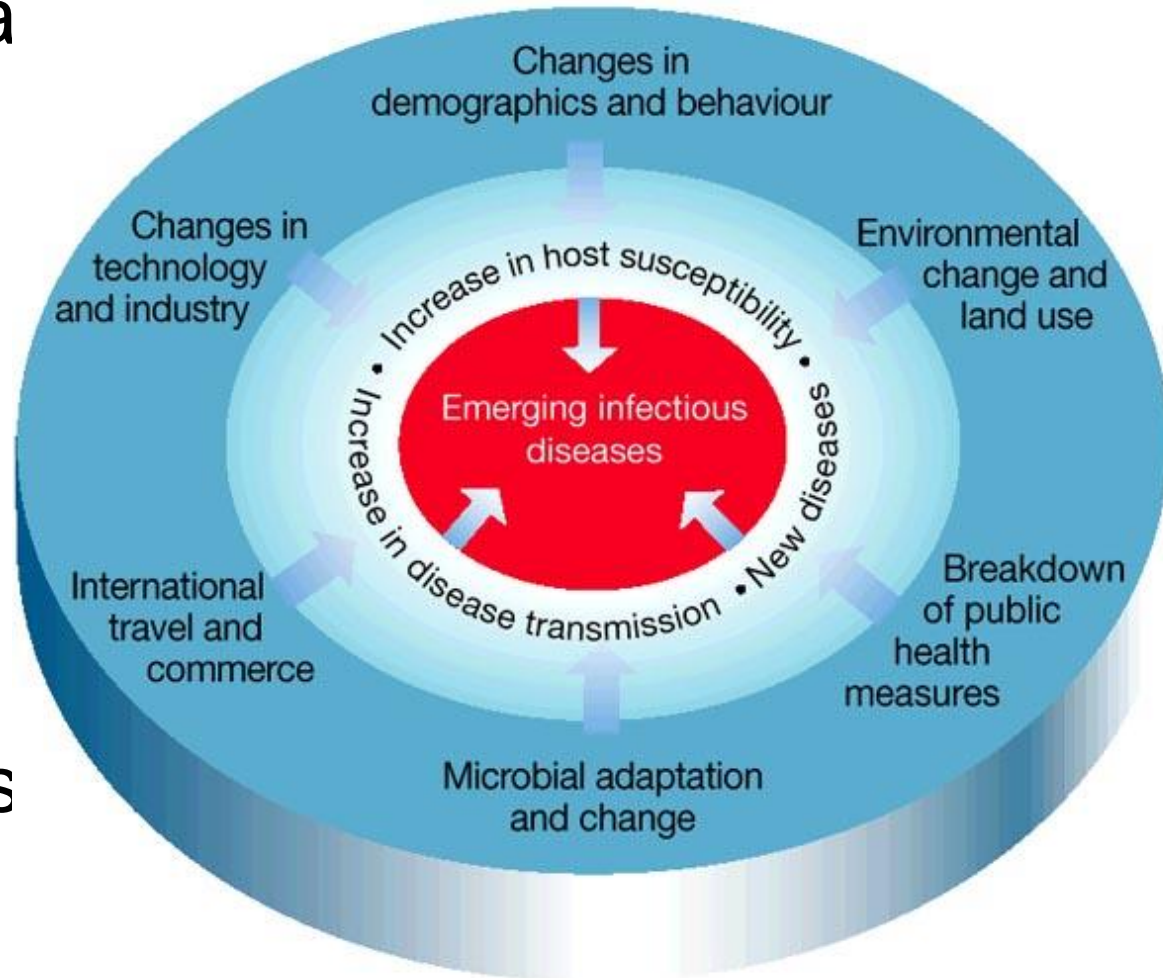 a
Changes in
demographics and behaviour
Changes in
technology
and industry
Environmental
change and
land use
• Increase in host susceptibility •
Emerging infectious
diseases
New diseases •
Increase in disease transmission
International
travel and
commerce
Breakdown
of public
health
measures
s
Microbial adaptation
and change